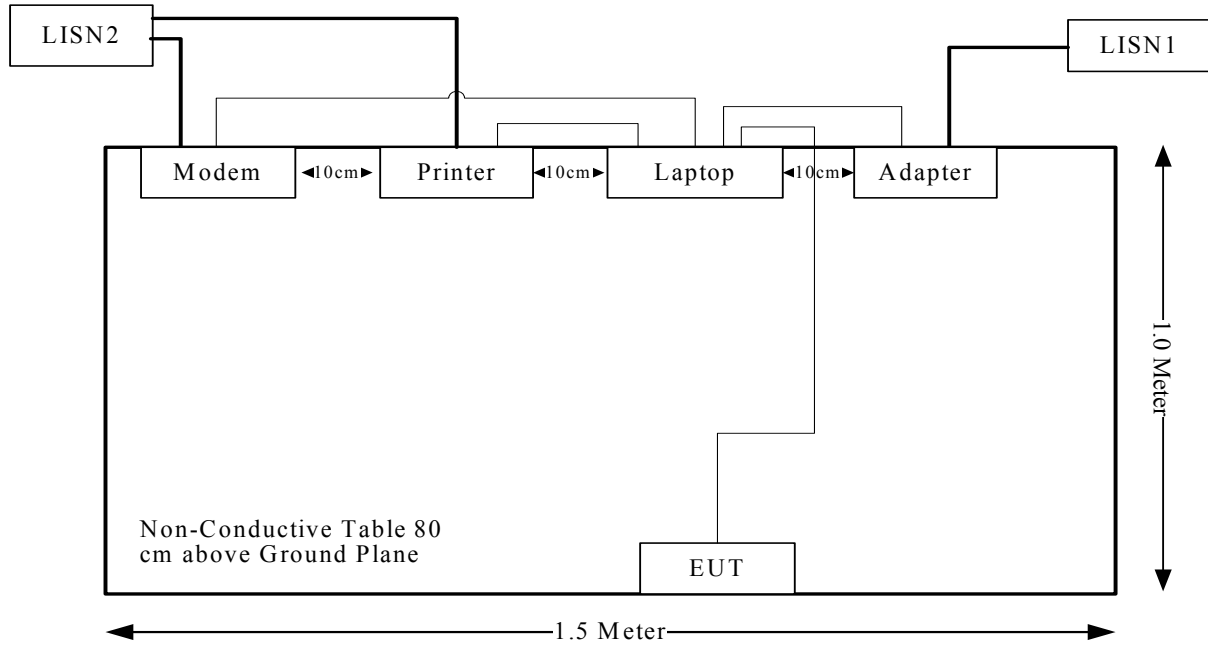 LISN2
LISN1
Modem
10cm
Printer
10cm
Laptop
10cm
Adapter
1.0 Meter
Non-Conductive Table 80
cm above Ground Plane
EUT
1.5 Meter